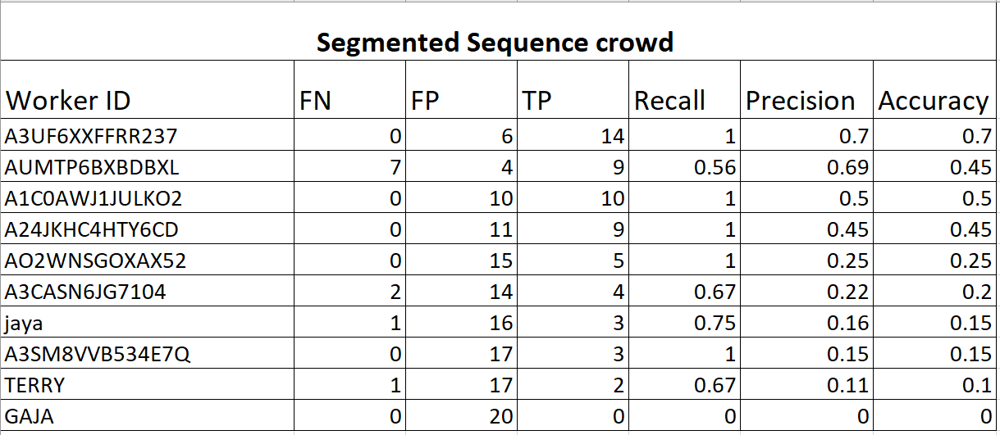 Segmented Sequence crowd
Worker ID FN FP TP Recall Precision Accuracy
A3UF6XXFFRR237 0 6 14 1 0.7 0.7
AUMTP6BXBDBXL 7 4 9 0.56 0.69 0.45
A1C0AWJ1JULKO2 0 10 10 1 0.5 0.5
A24JKHC4HTY6CD 0 11 9 1 0.45 0.45
AO2WNSGOXAX52 0 15 5 1 0.25 0.25
A3CASN6JG7104 2 14 4 0.67 0.22 0.2
jaya 1 16 3 0.75 0.16 0.15
A3SM8VVB534E7Q 0 17 3 1 0.15 0.15
TERRY 1 17 2 0.67 0.11 0.1
GAJA 0 20 0 0 0 0